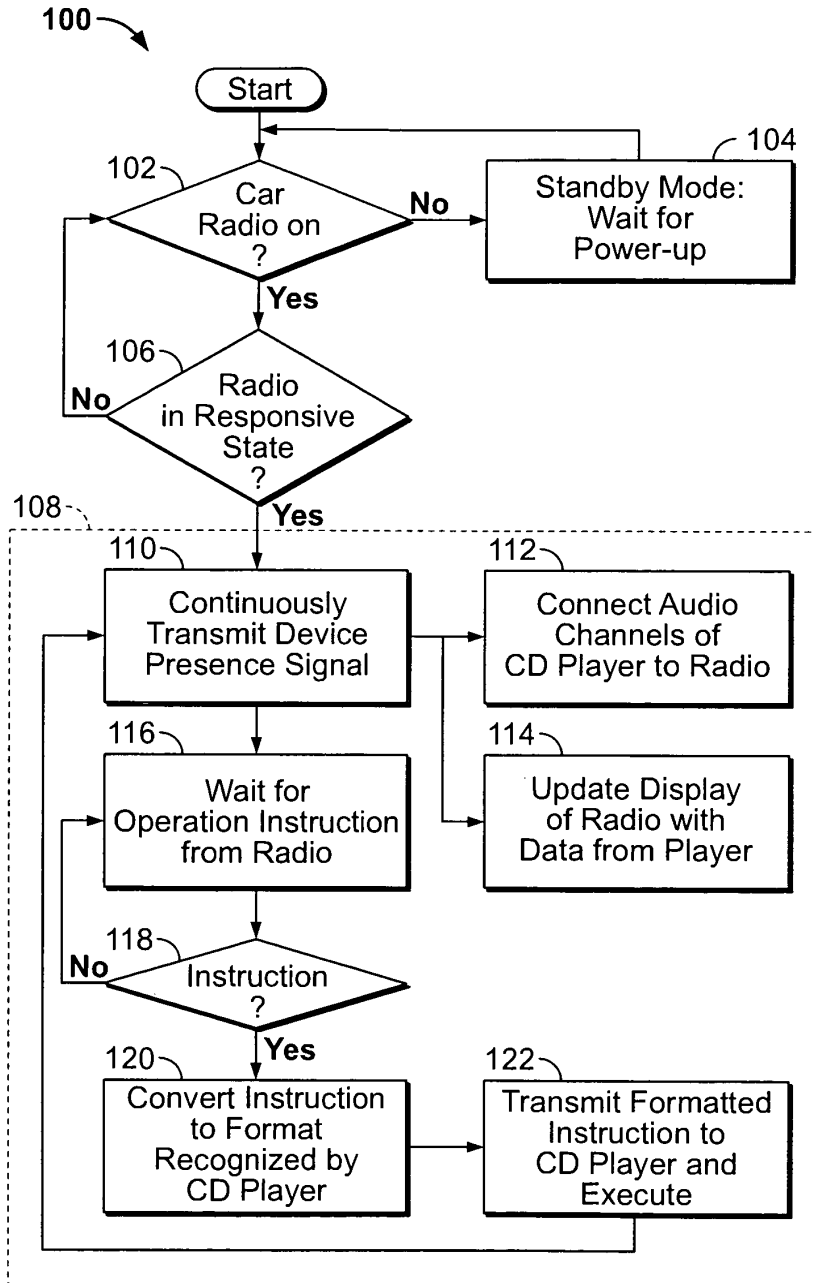 100
Start
102
Car
Radio on
?
No
104
Standby Mode:
Wait for
Power-up
Yes
106
Radio
in Responsive
State
?
No
Yes
108
110
Continuously
Transmit Device
Presence Signal
112
Connect Audio
Channels of
CD Player to Radio
116
Wait for
Operation Instruction
from Radio
114
Update Display
of Radio with
Data from Player
118
Instruction
?
No
Yes
120
Convert Instruction
to Format
Recognized by
CD Player
122
Transmit Formatted
Instruction to
CD Player and
Execute